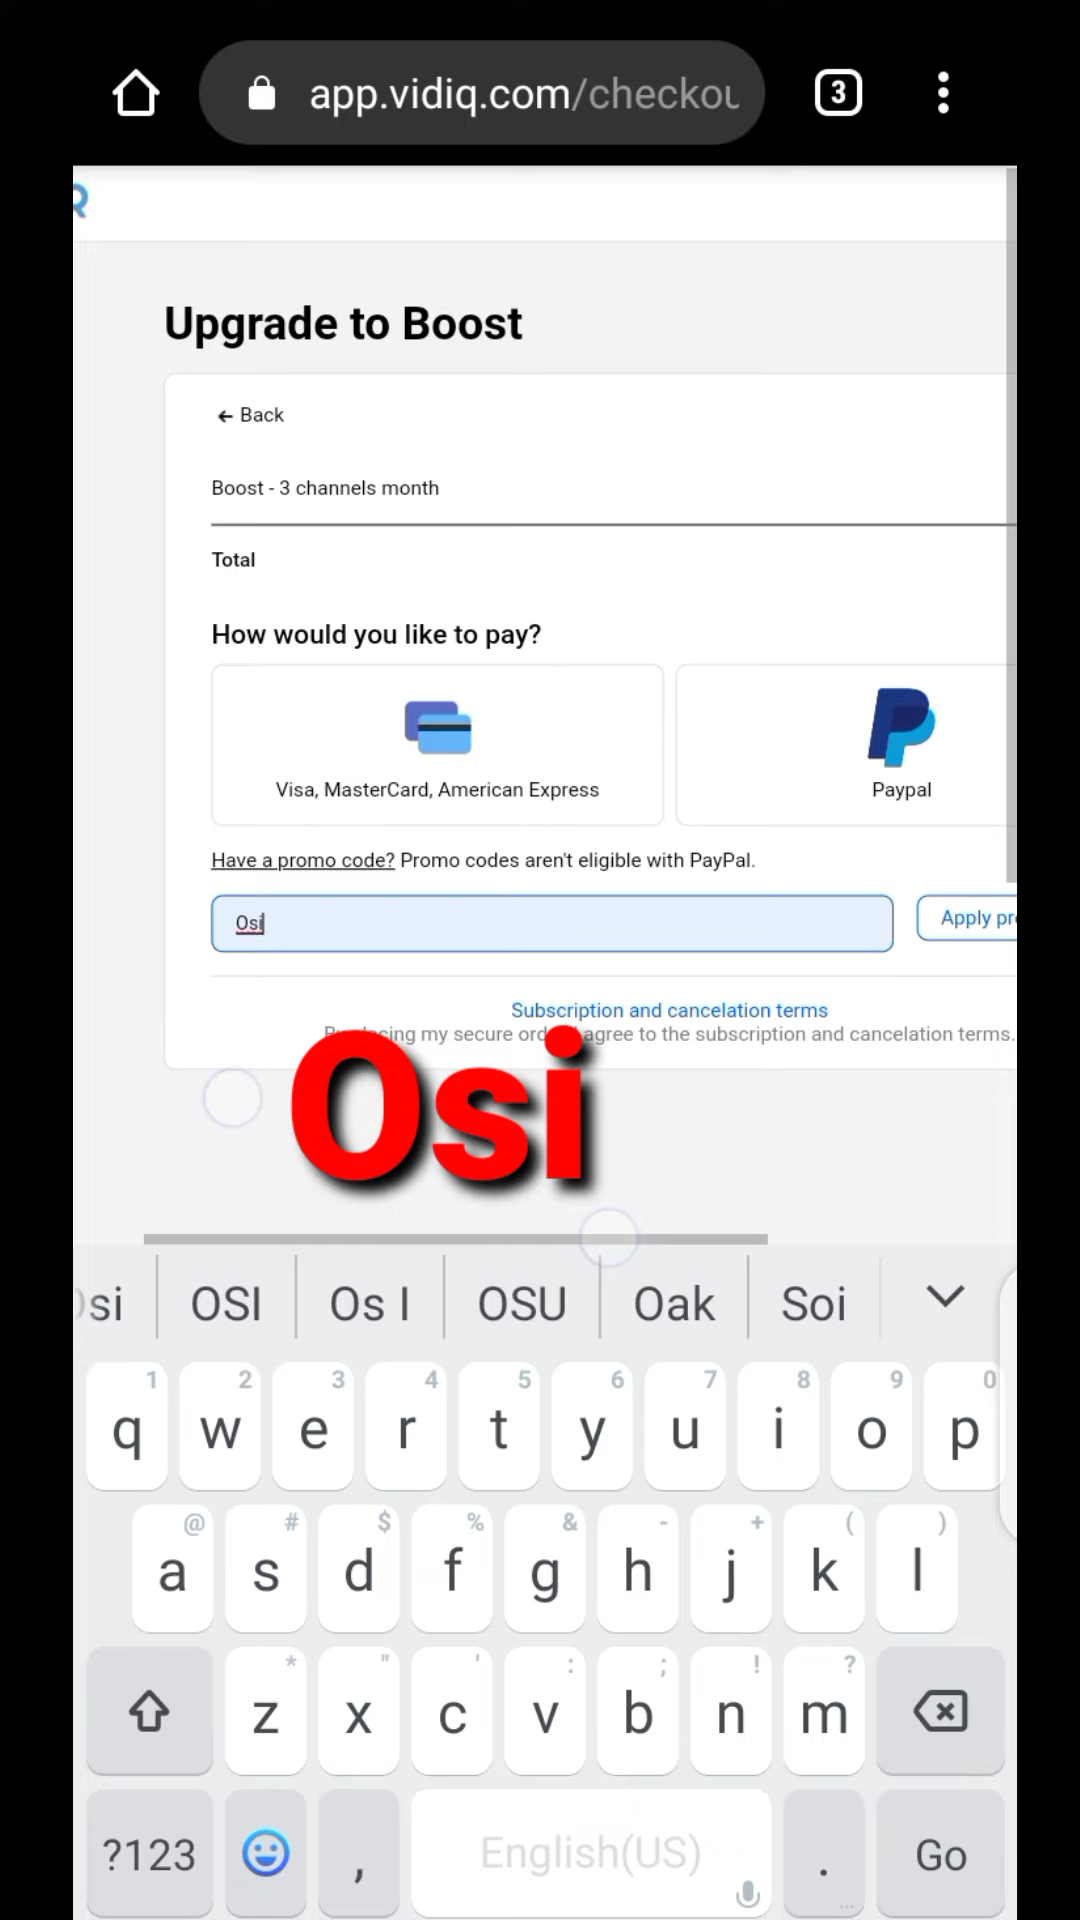 app.vidiq.com/checkou
3
Upgrade to Boost
← Back
Boost - 3 channels month
Total
How would you like to pay?
Visa, MasterCard, American Express
Paypal
Have a promo code? Promo codes aren't eligible with PayPal.
Osi
Apply
Subscription and cancelation terms
my secure agree to the subscription and cancelation terms.
Osi
OSI Os I OSU Oak Soi
1 2 3 4 5 6 7 8 9 0
q w e r t y u i o p
@ # $ % & - + ( )
a s d f g h j k l
* " ' : ; ! ?
z x c v b n m
?123 , English(US) . Go